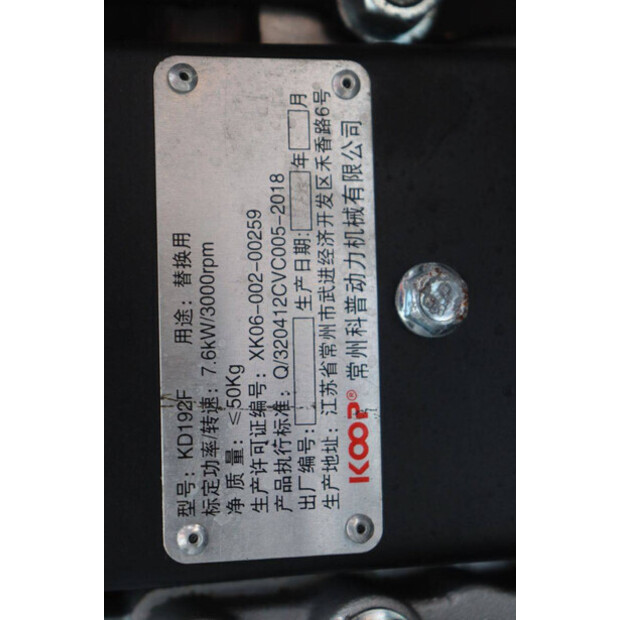 型号：KD192F 用途：替换用
标定功率/转速：7.6kW/3000rpm
净 质 量：≤50Kg
生产许可证编号：XK06-002-00259
产品执行标准：Q/320412CVC005-2018
出厂编号： 生产日期： 年 月
生产地址：江苏省常州市武进经济开发区禾香路6号
KOOP® 常州科普动力机械有限公司